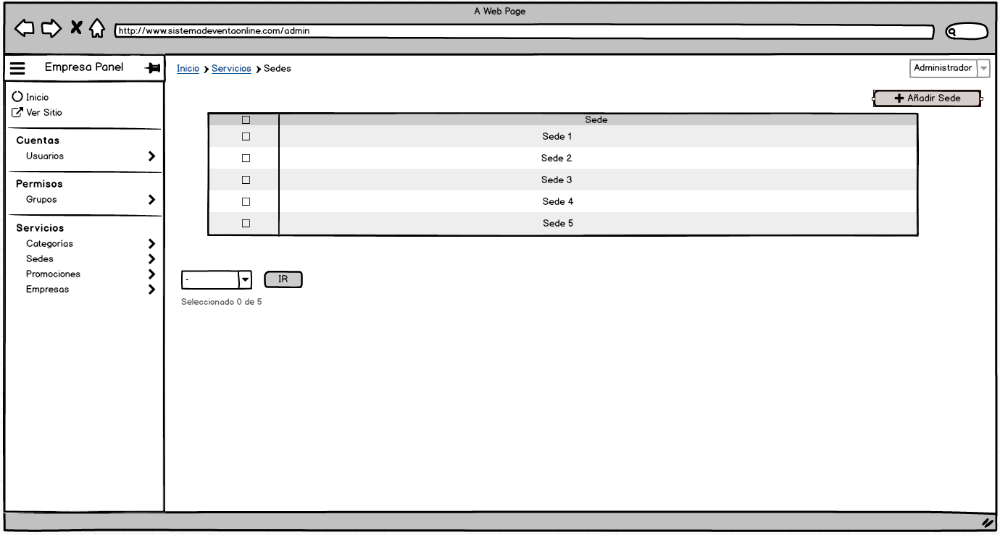 A Web Page
http://www.sistemadeventaonline.com/admin
Empresa Panel
Inicio Servicios Sedes
Administrador
Inicio
Ver Sitio
Cuentas
Usuarios
Permisos
Grupos
Servicios
Categorías
Sedes
Promociones
Empresas
Añadir Sede
Sede
Sede 1
Sede 2
Sede 3
Sede 4
Sede 5
-
IR
Seleccionado 0 de 5